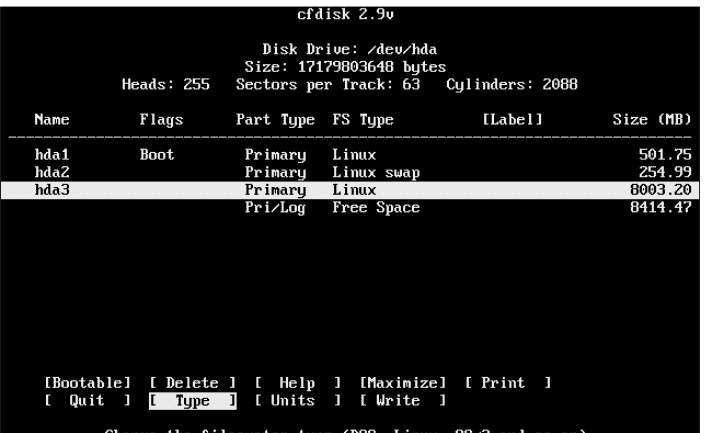 cfdisk 2.9v
Disk Drive: /dev/hda
Size: 17179803648 bytes
Heads: 255 Sectors per Track: 63 Cylinders: 2088
Name Flags Part Type FS Type [Label] Size (MB)
hda1 Boot Primary Linux 501.75
hda2 Primary Linux swap 254.99
hda3 Primary Linux 8003.20
Pri/Log Free Space 8414.47
[Bootable] [ Delete ] [ Help ] [Maximize] [ Print ]
[ Quit ] [ Type ] [ Units ] [ Write ]